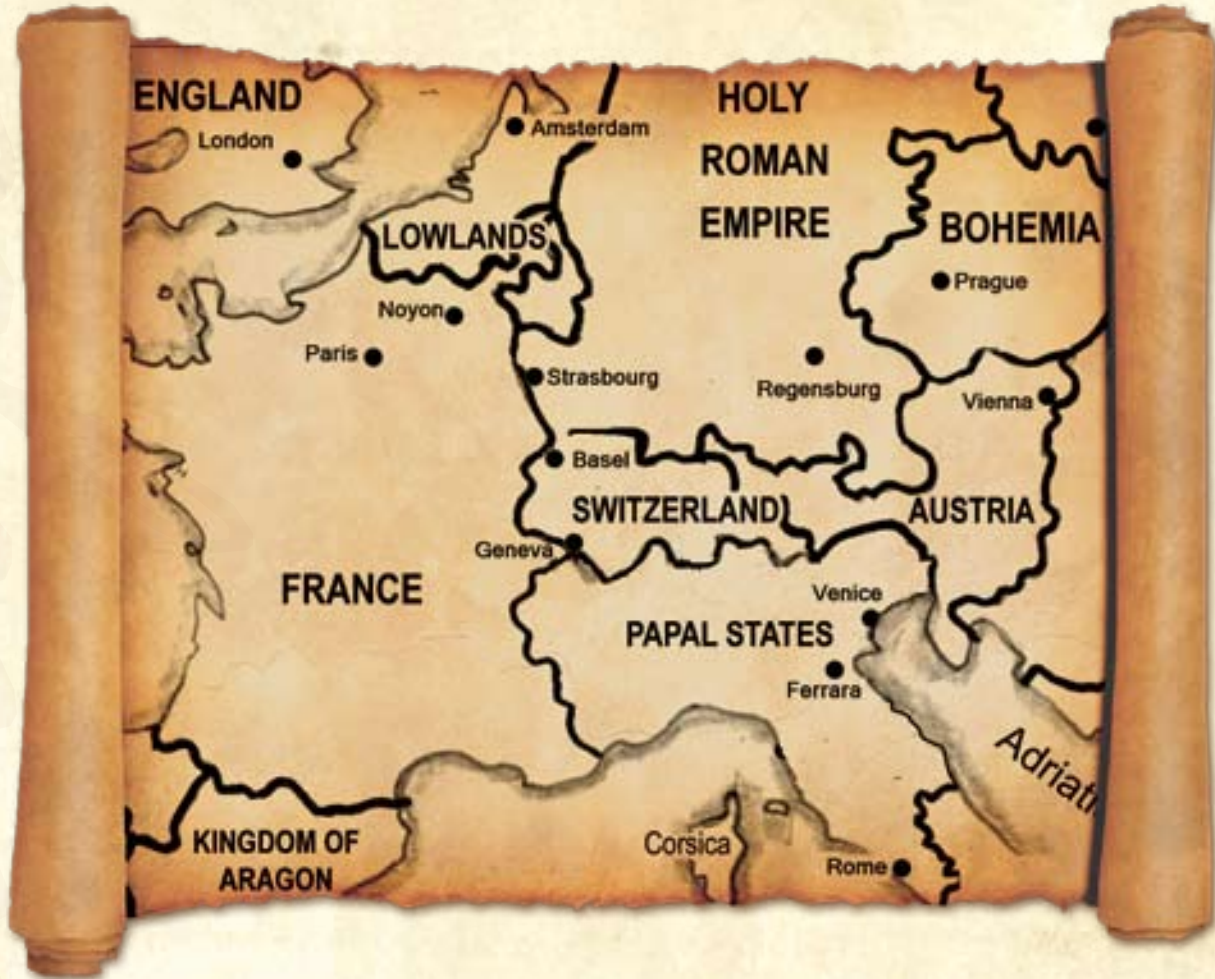 ENGLAND
HOLY
London
Amsterdam
ROMAN
EMPIRE
LOWLANDS
BOHEMIA
Prague
Noyon
Paris
Strasbourg
Regensburg
Vienna
Basel
SWITZERLAND
AUSTRIA
Geneva
FRANCE
Venice
PAPAL STATES
Ferrara
Adriati
KINGDOM OF
ARAGON
Corsica
Rome